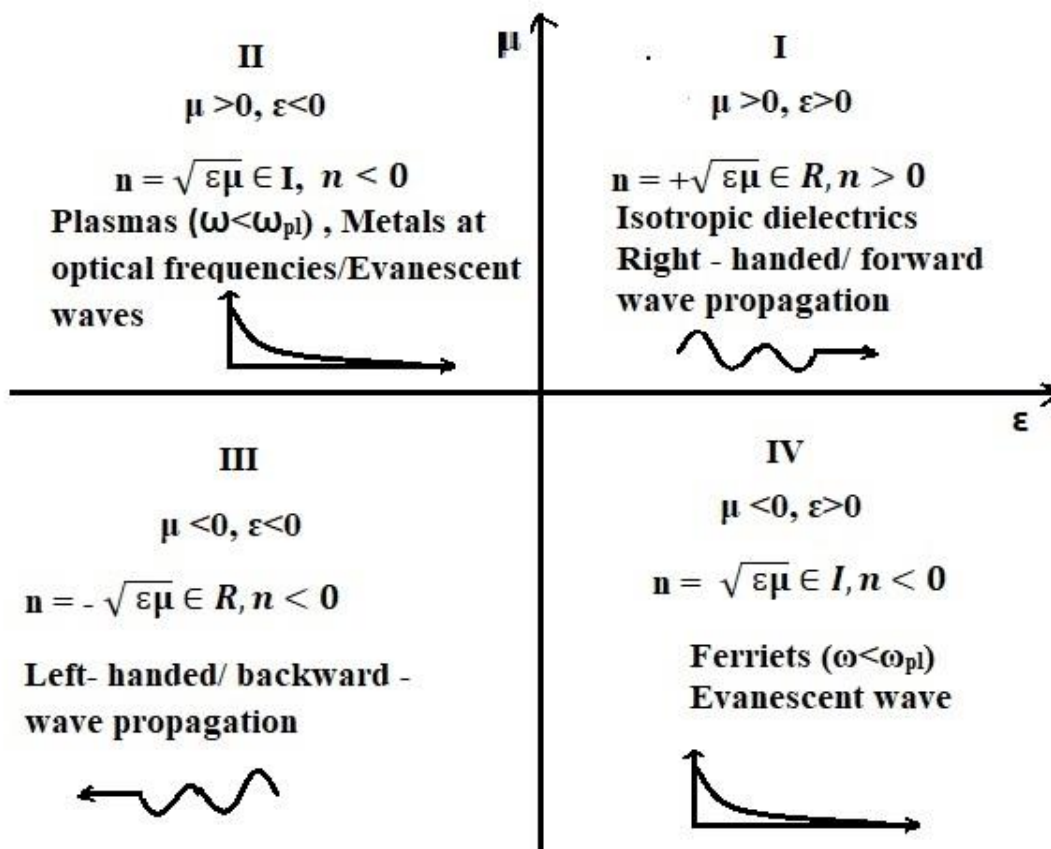 μ
II
μ >0, ε<0
n = √εμ ∈ I, n < 0
Plasmas (ω<ωpl) , Metals at
optical frequencies/Evanescent
waves
I
μ >0, ε>0
n = +√εμ ∈ R, n > 0
Isotropic dielectrics
Right - handed/ forward
wave propagation
ε
III
μ <0, ε<0
n = - √εμ ∈ R, n < 0
Left- handed/ backward -
wave propagation
IV
μ <0, ε>0
n = √εμ ∈ I, n < 0
Ferriets (ω<ωpl)
Evanescent wave